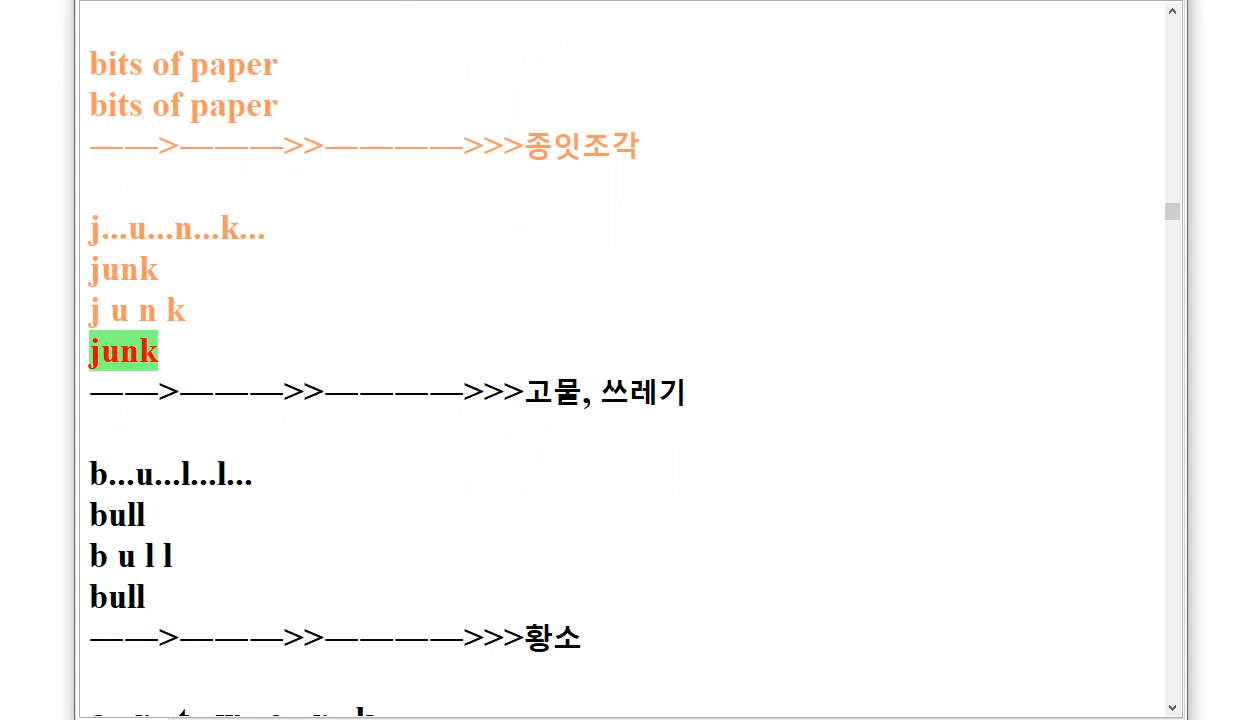 bits of paper
bits of paper
——>———>>————>>>종잇조각
j...u...n...k...
junk
j u n k
junk
——>———>>————>>>고물, 쓰레기
b...u...l...l...
bull
b u l l
bull
——>———>>————>>>황소